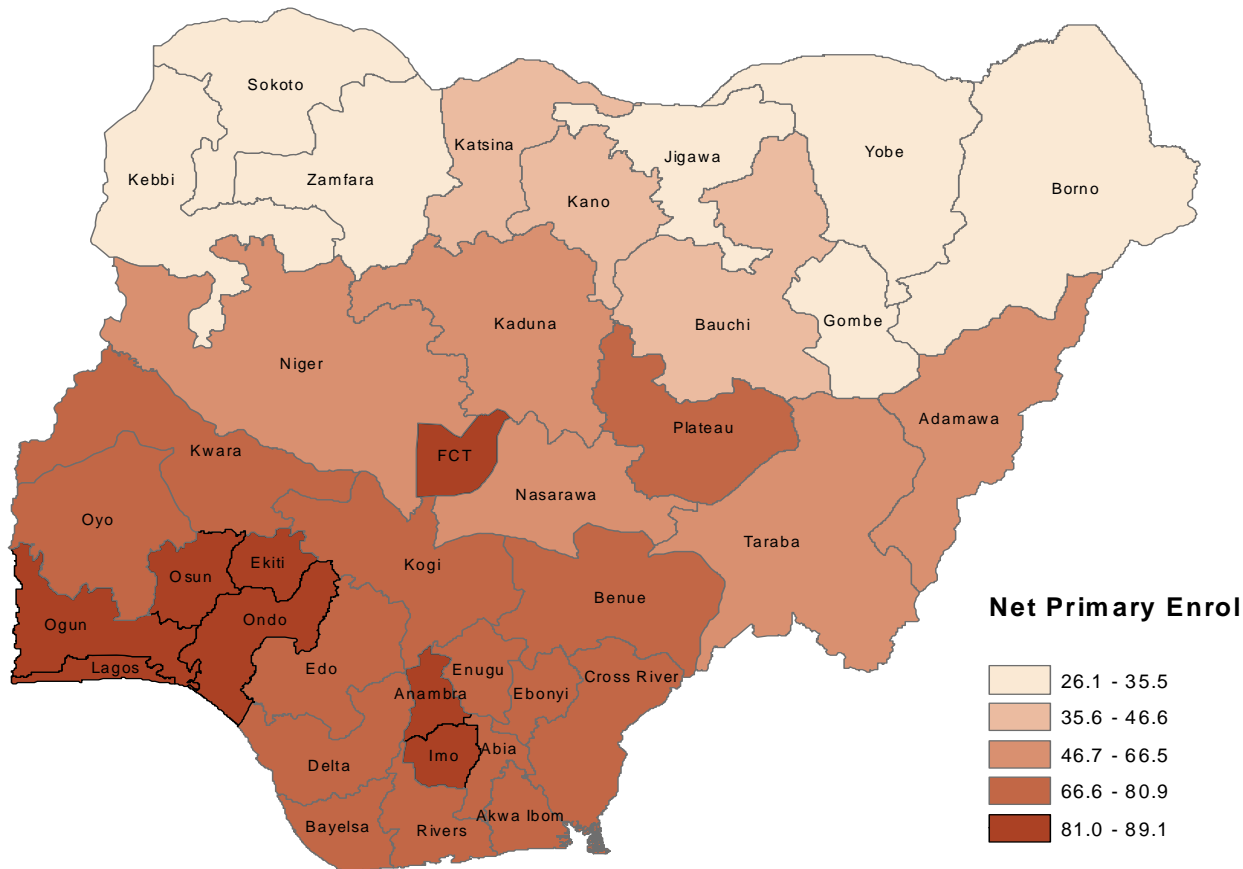 Sokoto
Katsina
Jigawa
Yobe
Kebbi
Zamfara
Kano
Borno
Kaduna
Bauchi
Gombe
Niger
Adamawa
Plateau
Kwara
FCT
Nasarawa
Oyo
Taraba
Kogi
Osun
Ekiti
Benue
Ogun
Ondo
Lagos
Edo
Enugu
Cross River
Anambra
Ebonyi
Imo
Abia
Delta
Akwa Ibom
Bayelsa
Rivers
Net Primary Enrol
26.1 - 35.5
35.6 - 46.6
46.7 - 66.5
66.6 - 80.9
81.0 - 89.1